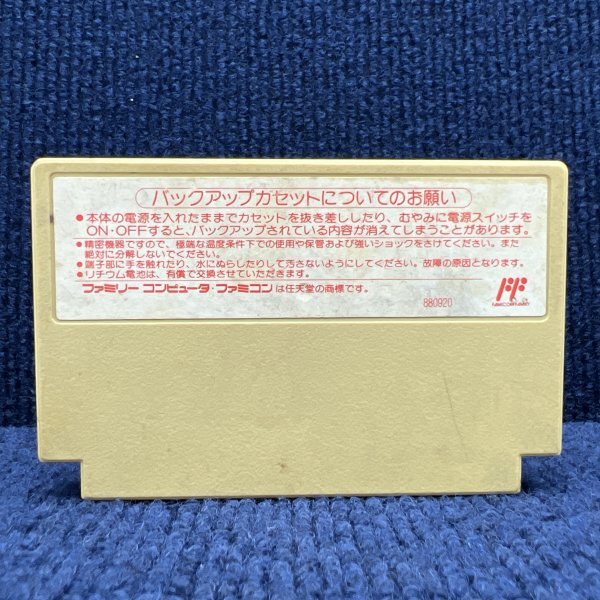 バックアップカセットについてのお願い
●本体の電源を入れたままでカセットを抜き差ししたり、むやみに電源スイッチを
ON・OFFすると、バックアップされている内容が消えてしまうことがあります。
●精密機器ですので、極端な温度条件下での使用や保管および強いショックをさけてください。また
絶対に分解しないでください。
●端子部に手を触れたり、水にぬらしたりして汚さないようにしてください。故障の原因となります。
●リチウム電池は、有償で交換させていただきます。
ファミリー コンピュータ・ファミコンは任天堂の商標です。
880920
FAMICOM FAMILY